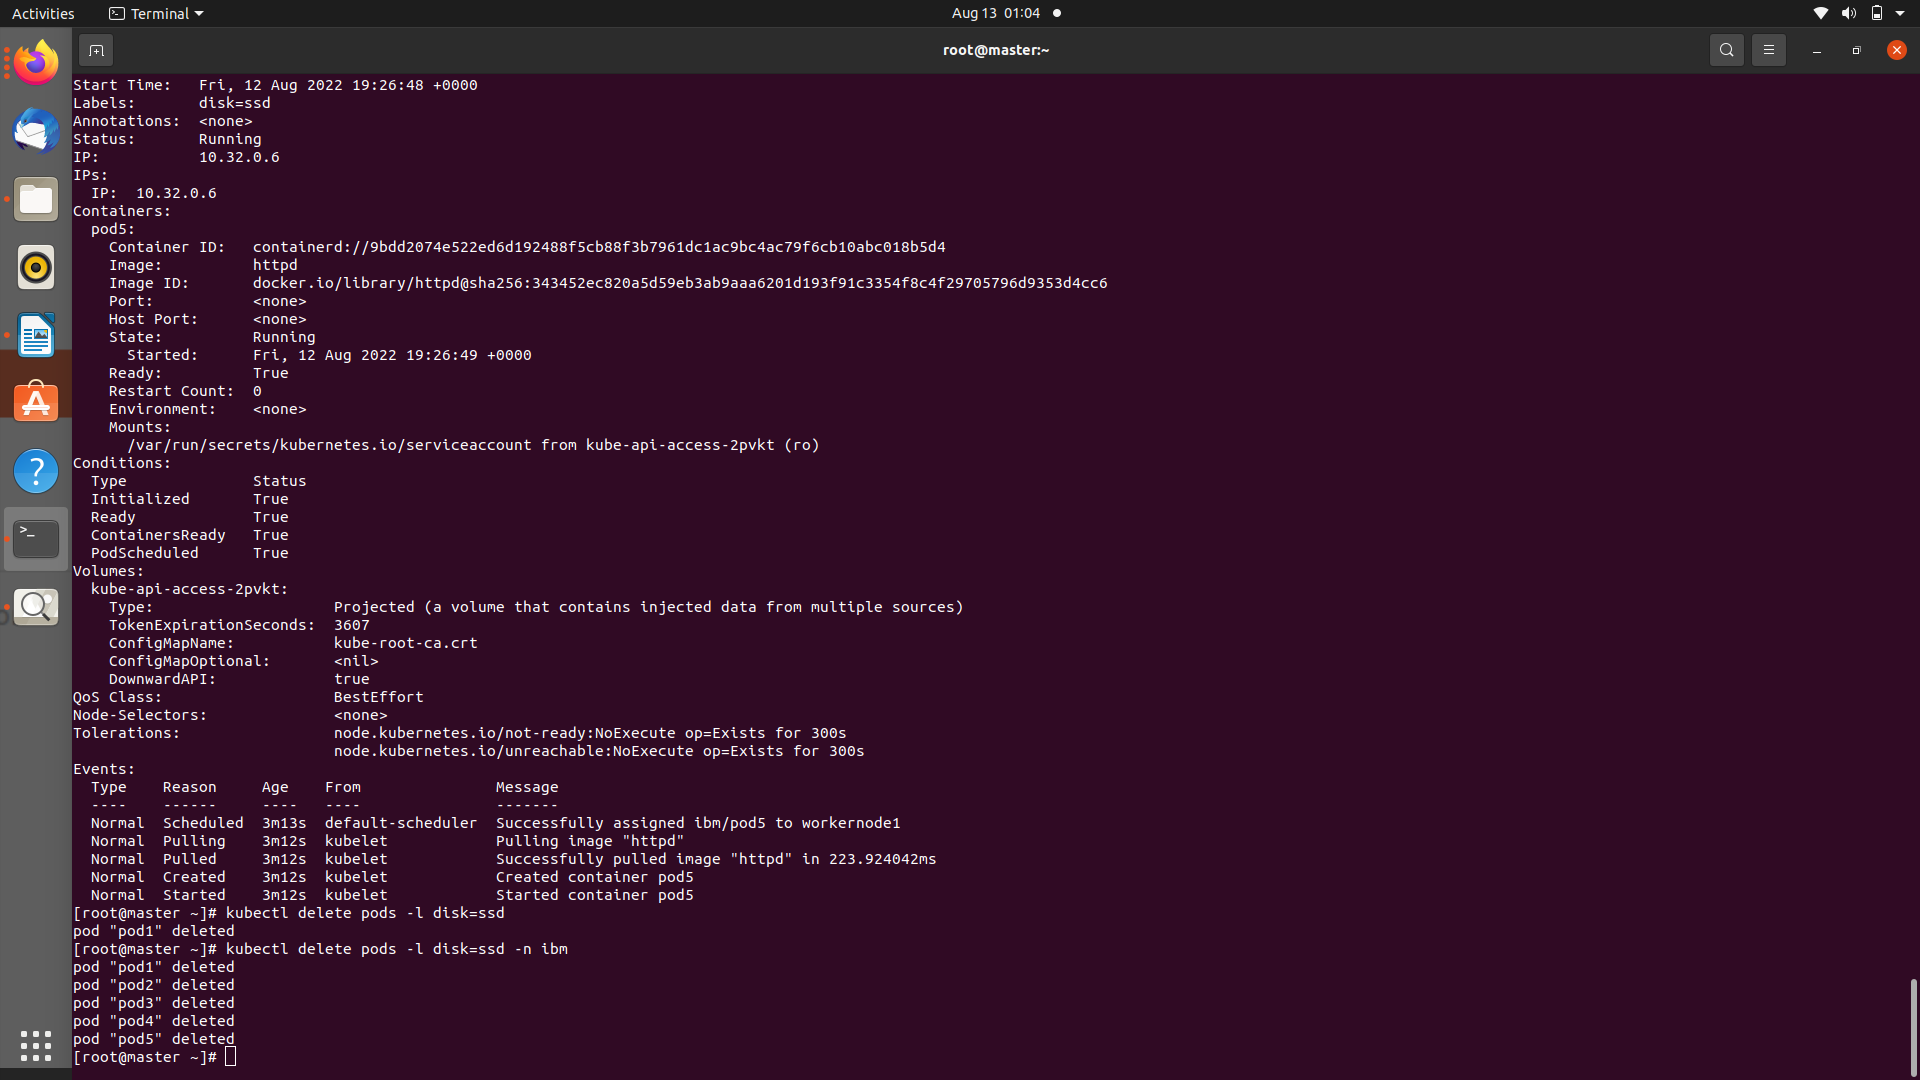 Activities
Terminal
Aug 13 01:04
root@master:~
Start Time:   Fri, 12 Aug 2022 19:26:48 +0000
Labels:       disk=ssd
Annotations:  <none>
Status:       Running
IP:           10.32.0.6
IPs:
  IP:  10.32.0.6
Containers:
  pod5:
    Container ID:   containerd://9bdd2074e522ed6d192488f5cb88f3b7961dc1ac9bc4ac79f6cb10abc018b5d4
    Image:          httpd
    Image ID:       docker.io/library/httpd@sha256:343452ec820a5d59eb3ab9aaa6201d193f91c3354f8c4f29705796d9353d4cc6
    Port:           <none>
    Host Port:      <none>
    State:          Running
      Started:      Fri, 12 Aug 2022 19:26:49 +0000
    Ready:          True
    Restart Count:  0
    Environment:    <none>
    Mounts:
      /var/run/secrets/kubernetes.io/serviceaccount from kube-api-access-2pvkt (ro)
Conditions:
  Type              Status
  Initialized       True
  Ready             True
  ContainersReady   True
  PodScheduled      True
Volumes:
  kube-api-access-2pvkt:
    Type:                    Projected (a volume that contains injected data from multiple sources)
    TokenExpirationSeconds:  3607
    ConfigMapName:           kube-root-ca.crt
    ConfigMapOptional:       <nil>
    DownwardAPI:             true
QoS Class:                   BestEffort
Node-Selectors:              <none>
Tolerations:                 node.kubernetes.io/not-ready:NoExecute op=Exists for 300s
                             node.kubernetes.io/unreachable:NoExecute op=Exists for 300s
Events:
  Type    Reason     Age   From               Message
  ----    ------     ----  ----               -------
  Normal  Scheduled  3m13s  default-scheduler  Successfully assigned ibm/pod5 to workernode1
  Normal  Pulling    3m12s  kubelet            Pulling image "httpd"
  Normal  Pulled     3m12s  kubelet            Successfully pulled image "httpd" in 223.924042ms
  Normal  Created    3m12s  kubelet            Created container pod5
  Normal  Started    3m12s  kubelet            Started container pod5
[root@master ~]# kubectl delete pods -l disk=ssd
pod "pod1" deleted
[root@master ~]# kubectl delete pods -l disk=ssd -n ibm
pod "pod1" deleted
pod "pod2" deleted
pod "pod3" deleted
pod "pod4" deleted
pod "pod5" deleted
[root@master ~]#